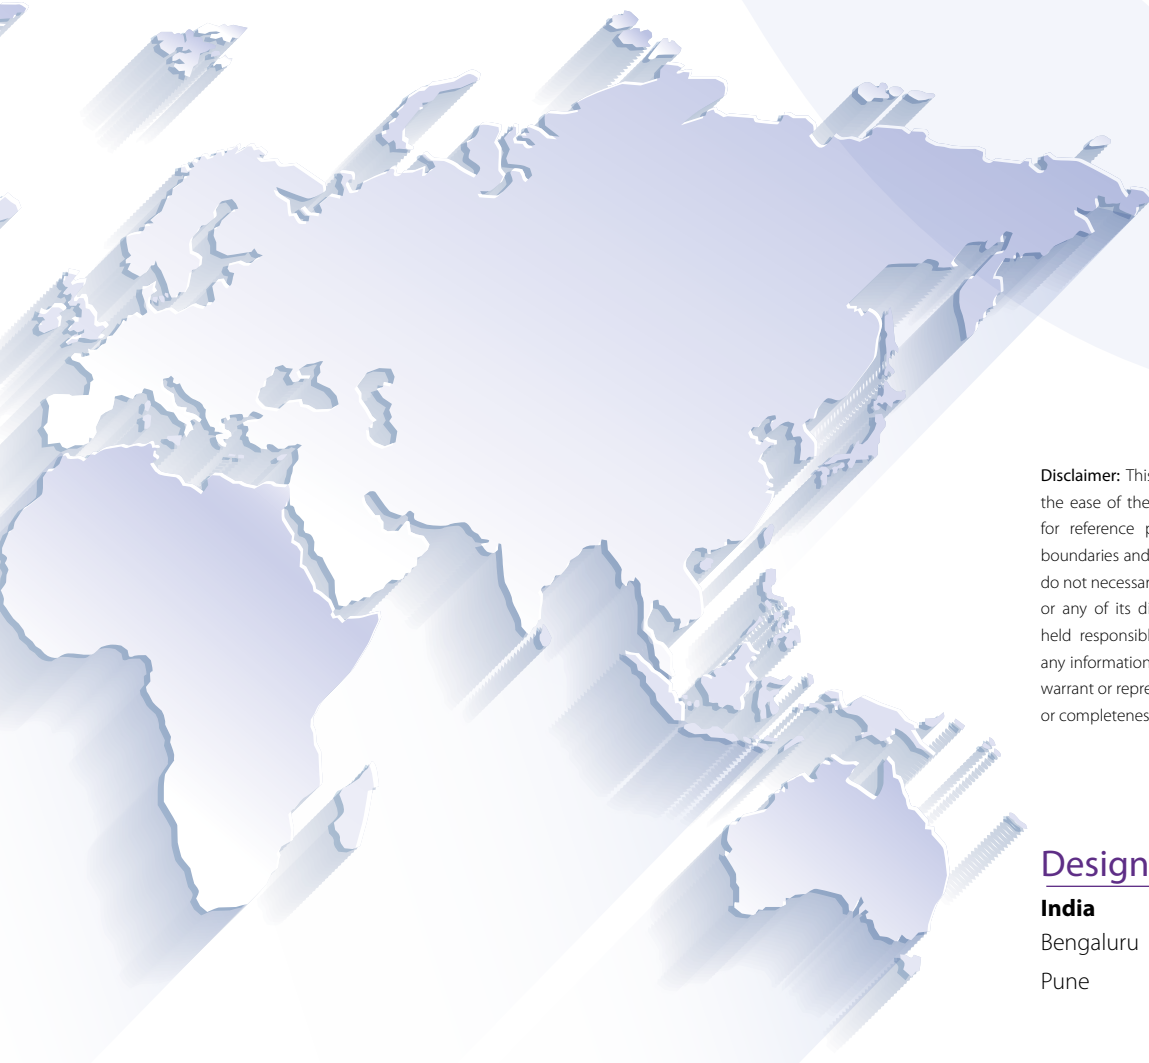 Disclaimer: This
the ease of the
for reference p
boundaries and
do not necessar
or any of its di
held responsibl
any information
warrant or repre
or completenes
Design
India
Bengaluru
Pune